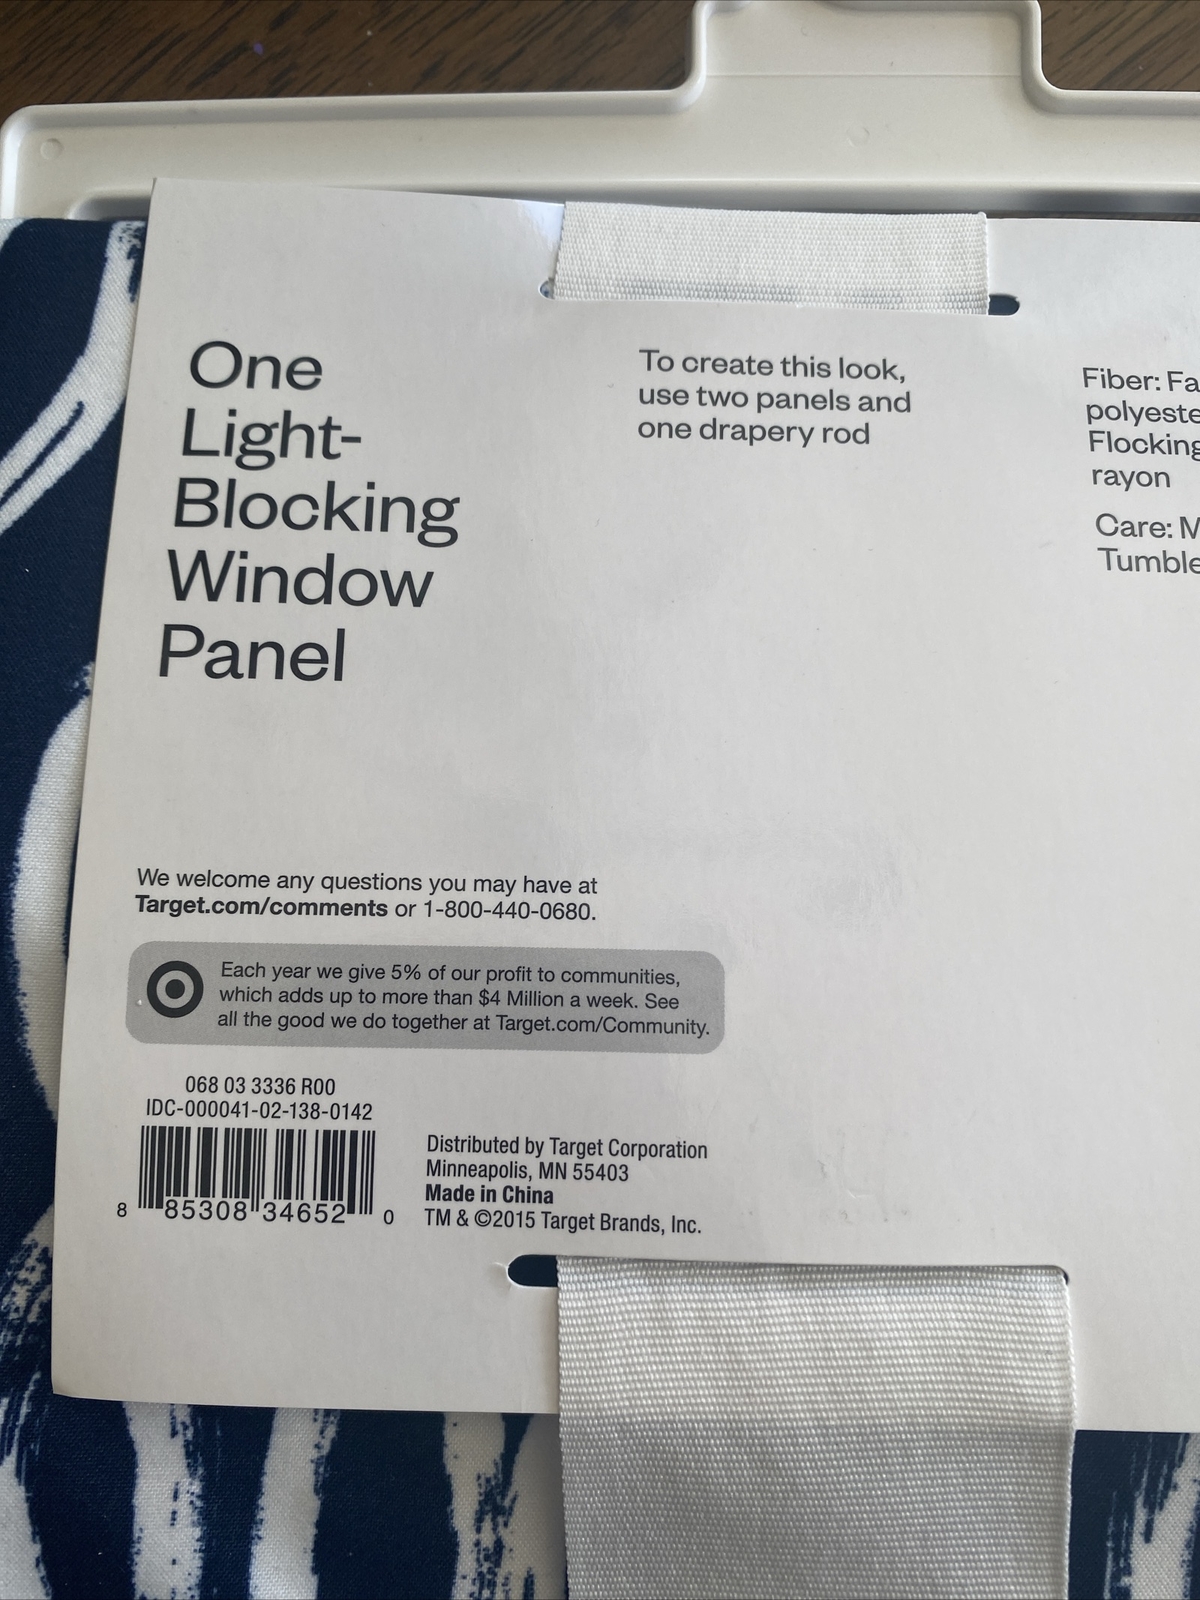 One
Light-
Blocking
Window
Panel
To create this look,
use two panels and
one drapery rod
Fiber: Fa
polyeste
Flocking
rayon
Care: M
Tumble
We welcome any questions you may have at
Target.com/comments or 1-800-440-0680.
Each year we give 5% of our profit to communities,
which adds up to more than $4 Million a week. See
all the good we do together at Target.com/Community.
068 03 3336 R00
IDC-000041-02-138-0142
8 85308 34652 0
Distributed by Target Corporation
Minneapolis, MN 55403
Made in China
TM & ©2015 Target Brands, Inc.